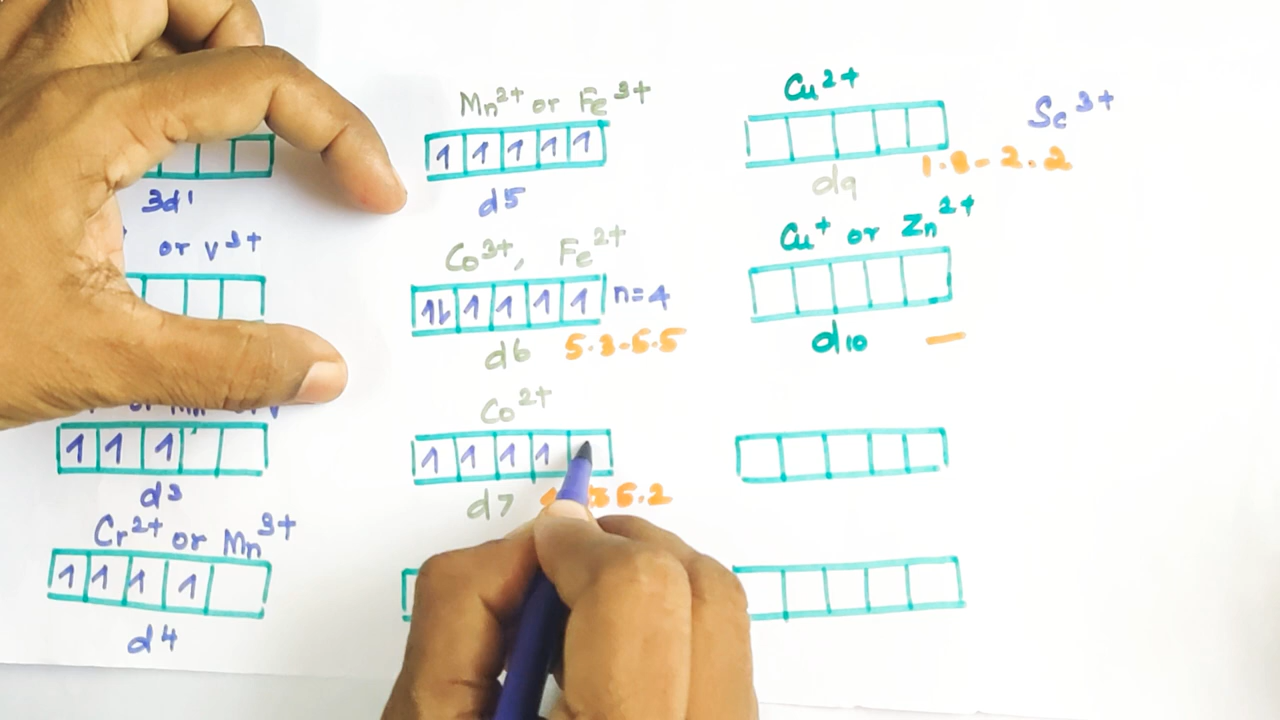 3d1
or V3+
1 1 1
d3
Cr2+ or Mn3+
1 1 1 1
d4
Mn2+ or Fe3+
1 1 1 1 1
d5
Co3+, Fe2+
1⇂ 1 1 1 1 n=4
d6 5.3-5.5
Co2+
1 1 1 1
d7 5.2
Cu2+
d9 1.8-2.2
Cu+ or Zn2+
d10 —
Sc3+